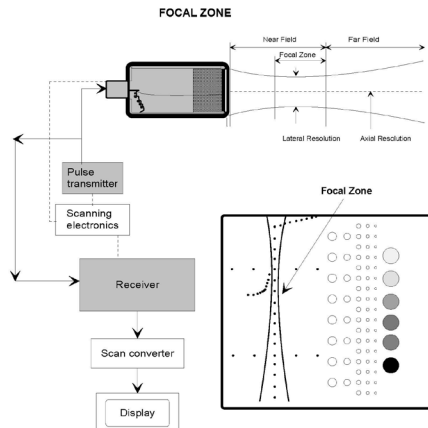 FOCAL ZONE
Near Field
Far Field
Focal Zone
Lateral Resolution
Axial Resolution
Pulse
transmitter
Scanning
electronics
Focal Zone
Receiver
Scan converter
Display